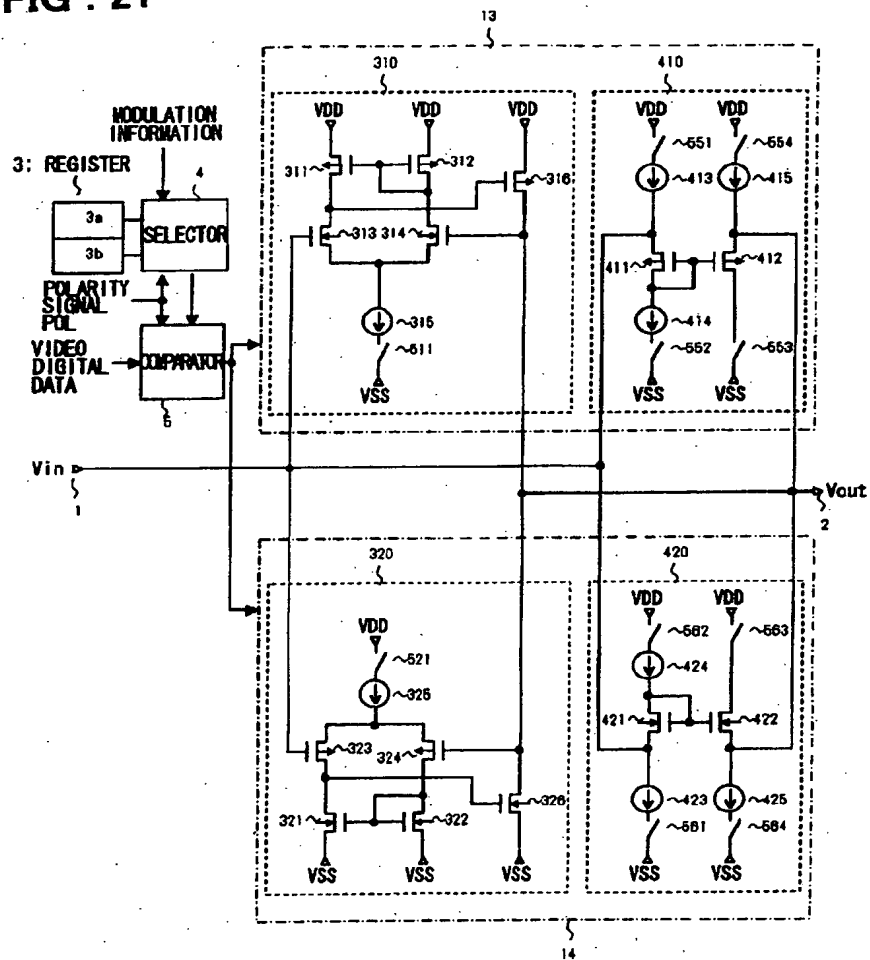 FIG . 21
13
310
410
VDD
VDD
VDD
VDD
VDD
MODULATION
INFORMATION
551
554
3: REGISTER
4
311
312
316
413
415
3a
3b
SELECTOR
313
314
411
412
POLARITY
SIGNAL
POL
315
414
VIDEO
DIGITAL
DATA
COMPARATOR
511
552
553
5
VSS
VSS
VSS
Vin
1
Vout
2
320
420
VDD
VDD
VDD
521
562
563
325
424
421
422
323
324
326
423
425
321
322
561
564
VSS
VSS
VSS
VSS
VSS
14